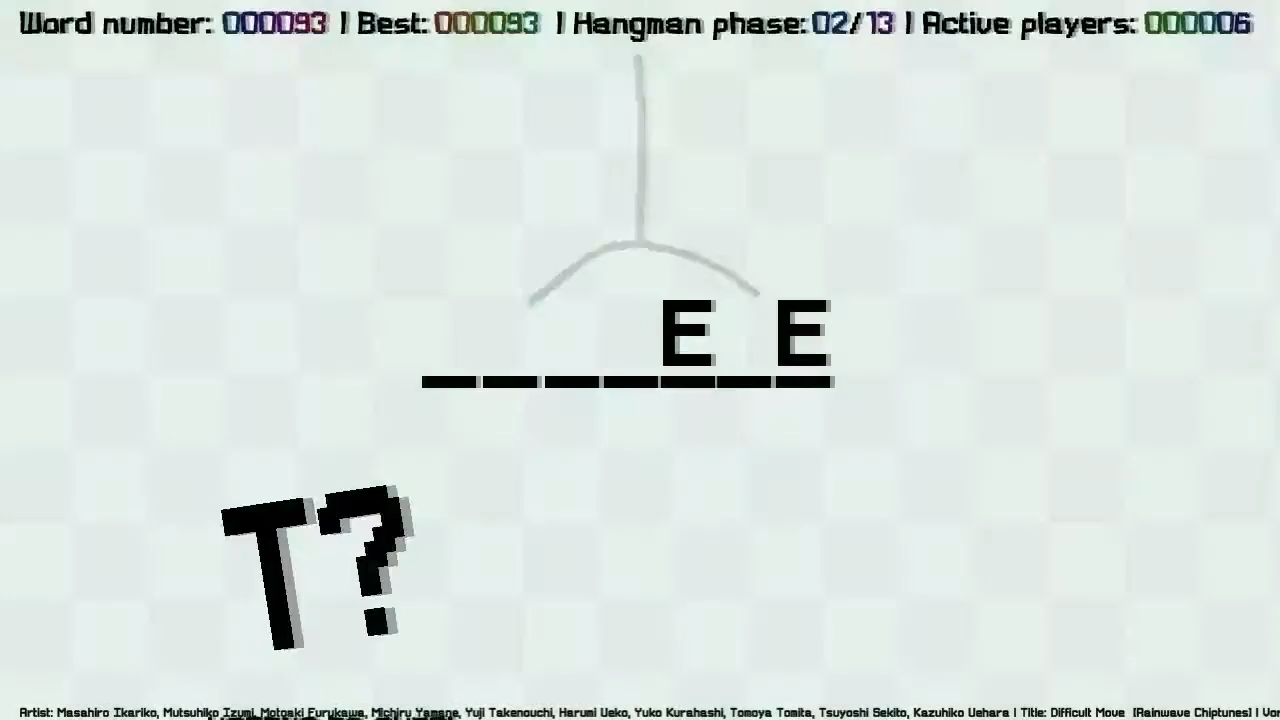 Word number: 000093 | Best: 000093 | Hangman phase: 02/13 | Active players: 000006
E E
T?
Artist: Masahiro Ikariko, Mutsuhiko Izumi, Motoaki Furukawa, Michiru Yamane, Yuji Takenouchi, Harumi Ueko, Yuko Kurahashi, Tomoya Tomita, Tsuyoshi Sekito, Kazuhiko Uehara | Title: Difficult Move [Rainwave Chiptunes] | Vo